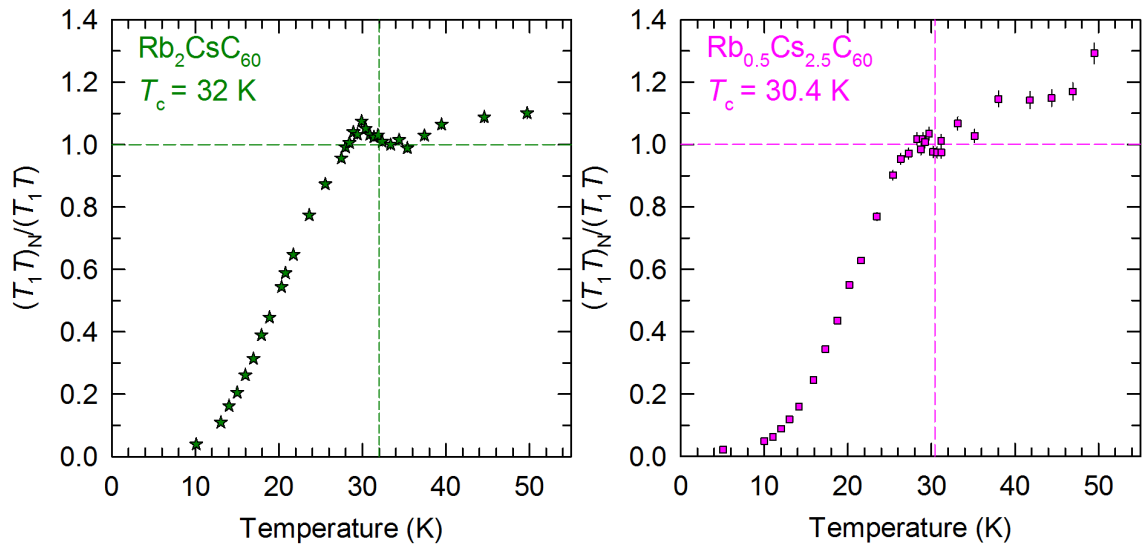 1.4
1.2
1.0
0.8
0.6
0.4
0.2
0.0
(T₁T)ₙ/(T₁T)
Rb₂CsC₆₀
T꜀ = 32 K
0 10 20 30 40 50
Temperature (K)
1.4
1.2
1.0
0.8
0.6
0.4
0.2
0.0
(T₁T)ₙ/(T₁T)
Rb₀.₅Cs₂.₅C₆₀
T꜀ = 30.4 K
0 10 20 30 40 50
Temperature (K)